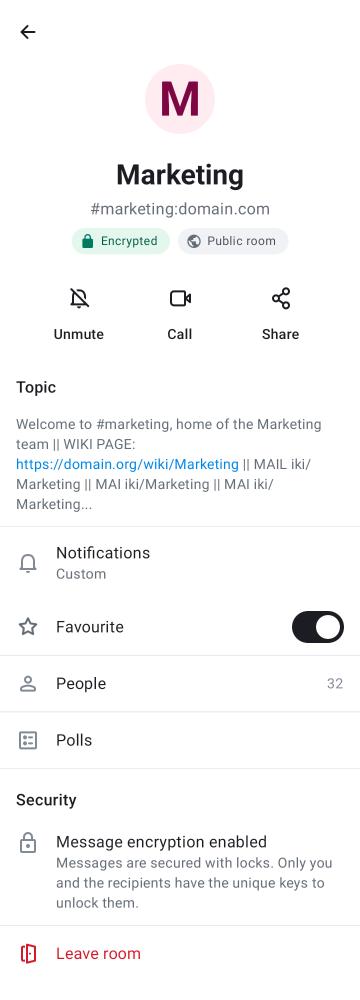 M
Marketing
#marketing:domain.com
Encrypted
Public room
Unmute
Call
Share
Topic
Welcome to #marketing, home of the Marketing
team || WIKI PAGE:
https://domain.org/wiki/Marketing || MAIL iki/
Marketing || MAI iki/Marketing || MAI iki/
Marketing...
Notifications
Custom
Favourite
People 32
Polls
Security
Message encryption enabled
Messages are secured with locks. Only you
and the recipients have the unique keys to
unlock them.
Leave room